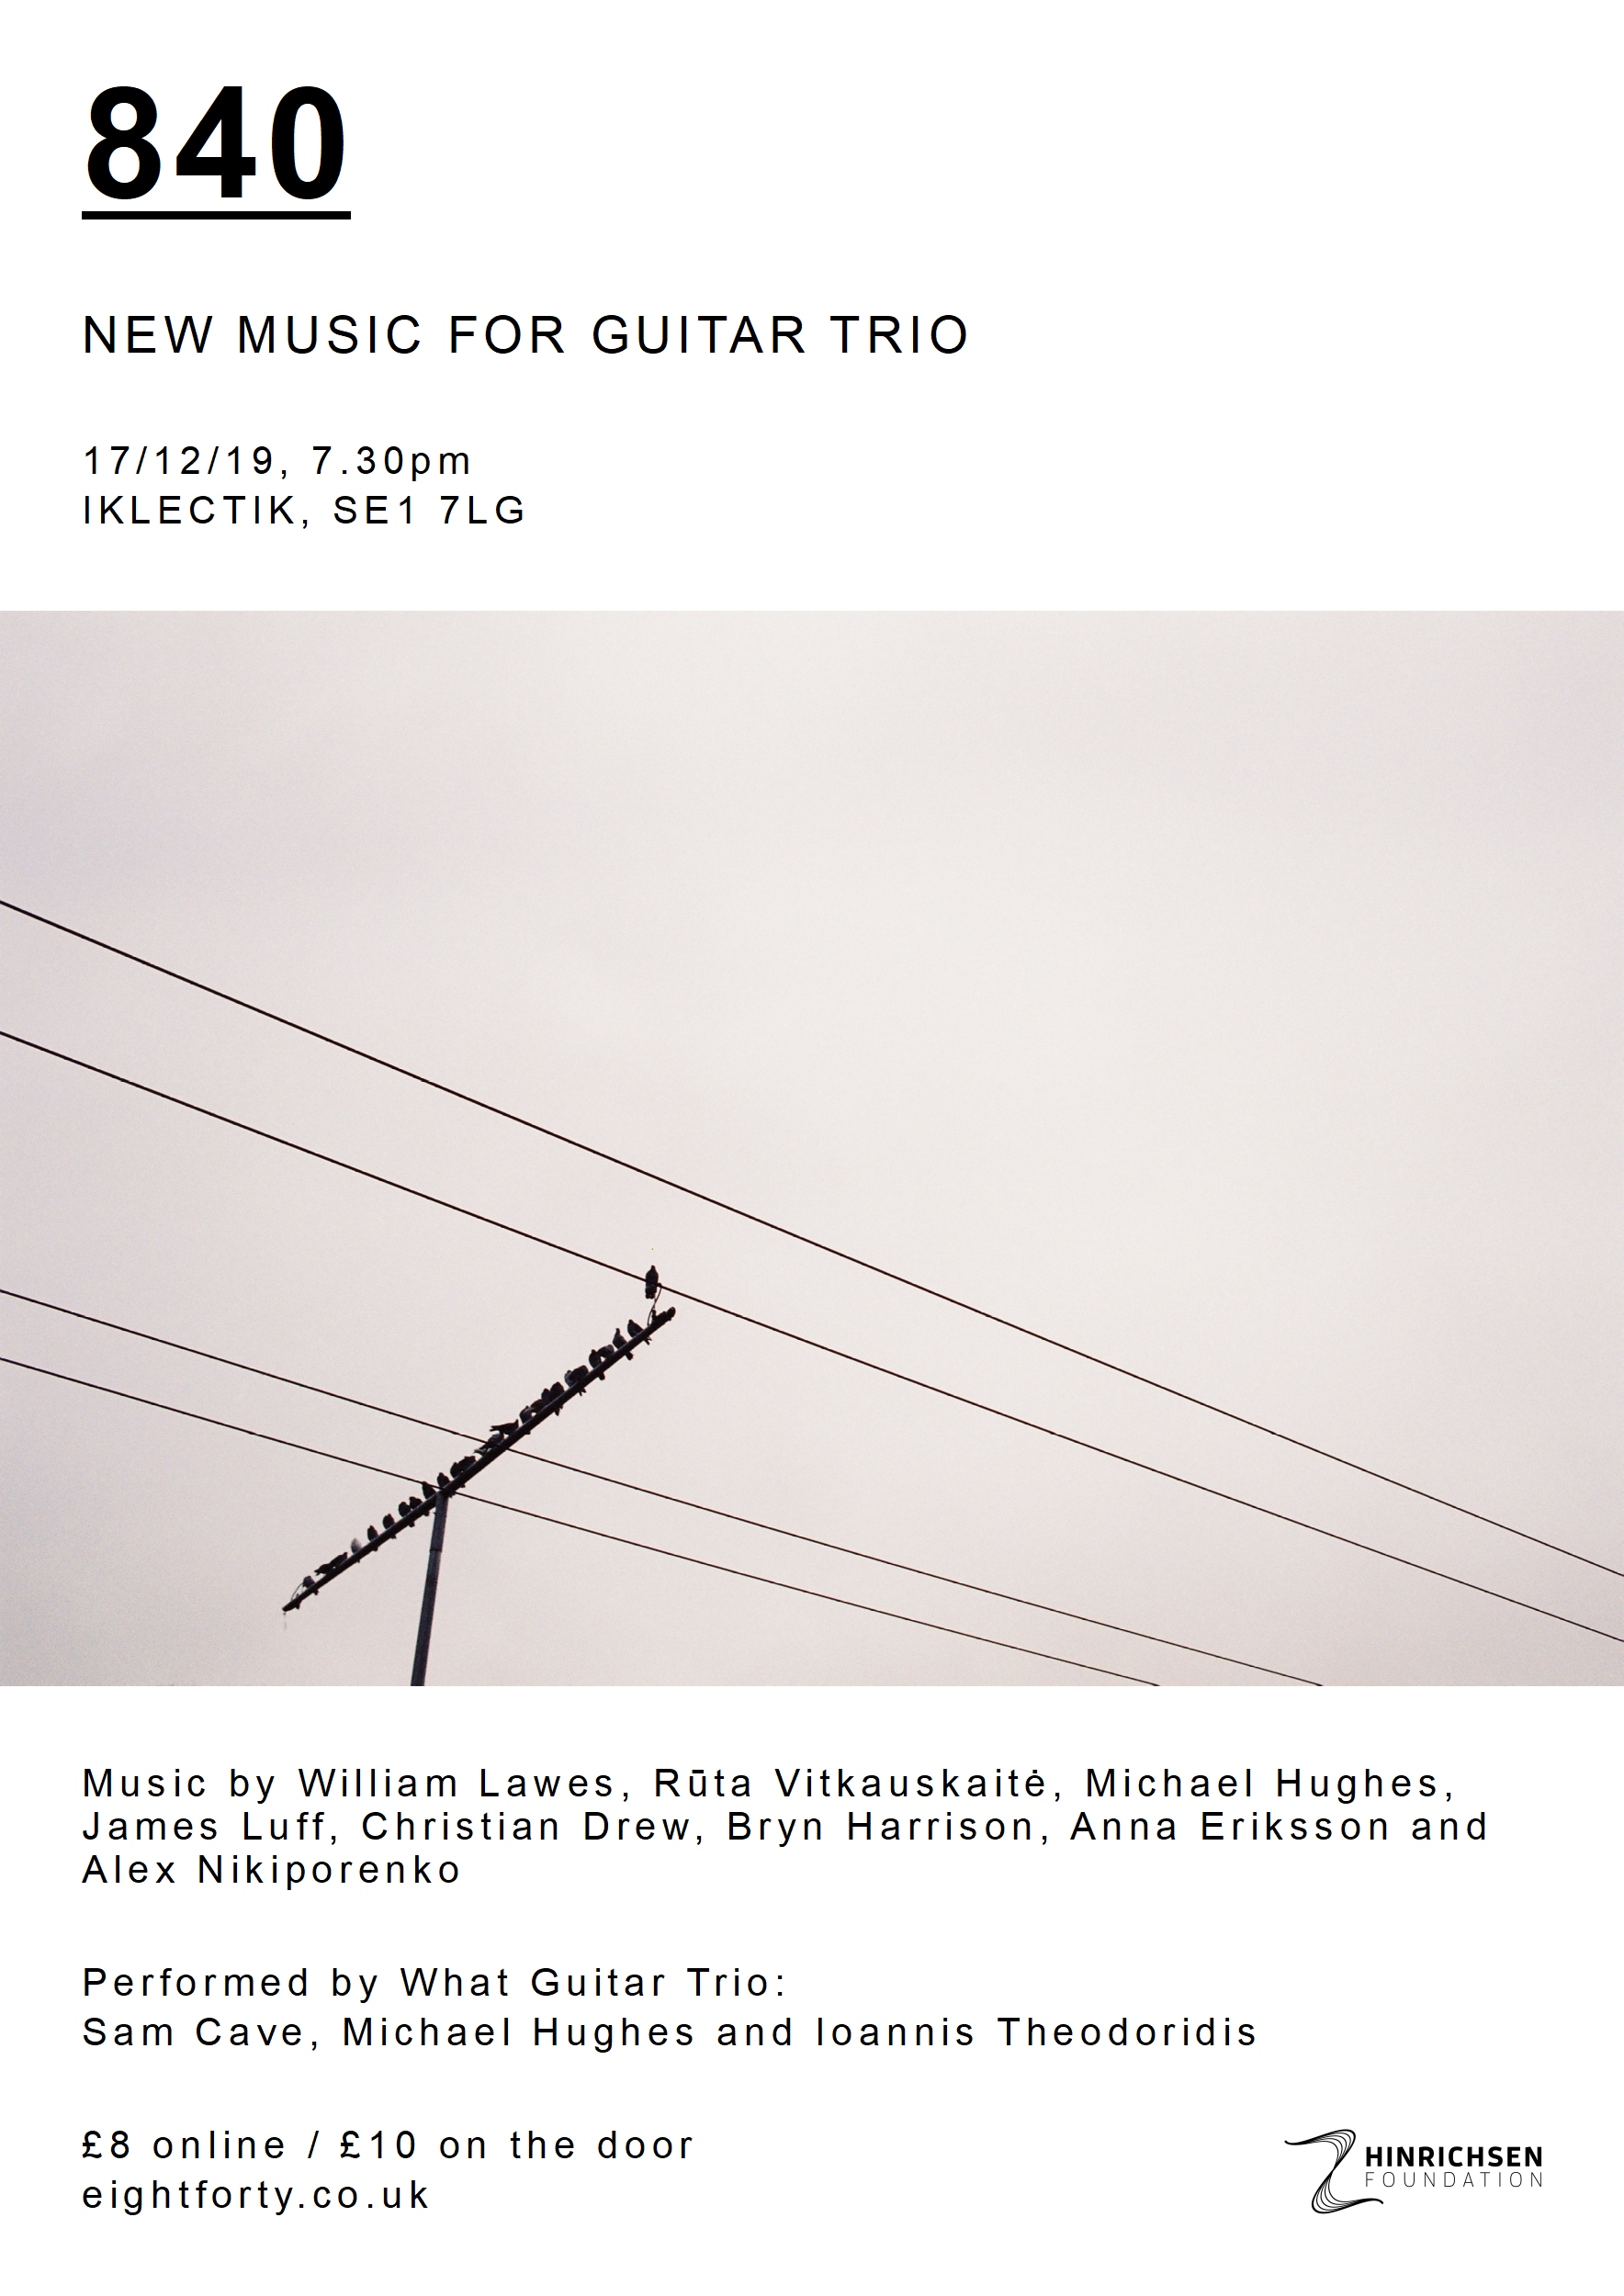 840
NEW MUSIC FOR GUITAR TRIO
17/12/19, 7.30pm
IKLECTIK, SE1 7LG
Music by William Lawes, Rūta Vitkauskaitė, Michael Hughes,
James Luff, Christian Drew, Bryn Harrison, Anna Eriksson and
Alex Nikiporenko
Performed by What Guitar Trio:
Sam Cave, Michael Hughes and Ioannis Theodoridis
£8 online / £10 on the door
eightforty.co.uk
HINRICHSEN
FOUNDATION